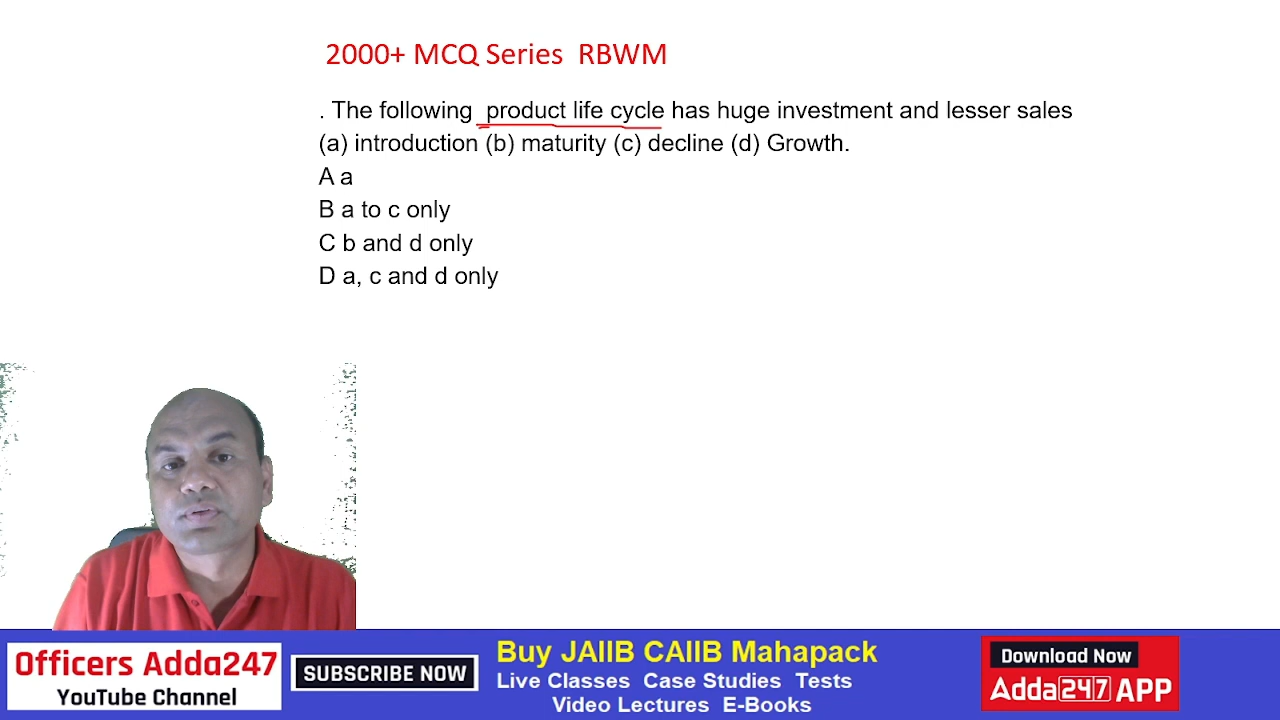 2000+ MCQ Series RBWM
. The following product life cycle has huge investment and lesser sales
(a) introduction (b) maturity (c) decline (d) Growth.
A a
B a to c only
C b and d only
D a, c and d only
Officers Adda247
YouTube Channel
SUBSCRIBE NOW
Buy JAIIB CAIIB Mahapack
Live Classes Case Studies Tests
Video Lectures E-Books
Download Now
Adda247 APP